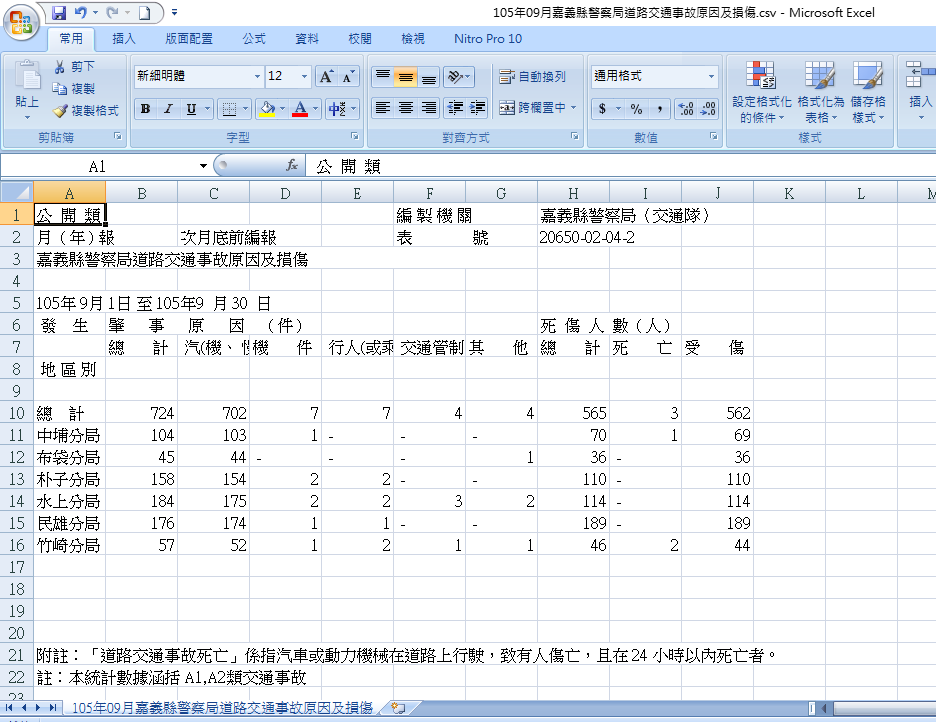 105年09月嘉義縣警察局道路交通事故原因及損傷.csv - Microsoft Excel
常用 插入 版面配置 公式 資料 校閱 檢視 Nitro Pro 10
貼上 剪下 複製 複製格式 剪貼簿
新細明體 12 A A B I U A 中 字型
自動換列 跨欄置中 對齊方式
通用格式 $ % , .00 .00 數值
設定格式化的條件 格式化為表格 儲存格樣式 樣式 插入
A1 fx 公 開 類
A B C D E F G H I J K L M
1 公 開 類 編 製 機 關 嘉義縣警察局（交通隊）
2 月（年）報 次月底前編報 表 號 20650-02-04-2
3 嘉義縣警察局道路交通事故原因及損傷
4
5 105年 9月 1日 至 105年9 月 30 日
6 發 生 肇 事 原 因 （件） 死 傷 人 數（人）
7 總 計 汽(機、 機 件 行人(或乘 交通管制 其 他 總 計 死 亡 受 傷
8 地 區 別
9
10 總 計 724 702 7 7 4 4 565 3 562
11 中埔分局 104 103 1 - - - 70 1 69
12 布袋分局 45 44 - - - 1 36 - 36
13 朴子分局 158 154 2 2 - - 110 - 110
14 水上分局 184 175 2 2 3 2 114 - 114
15 民雄分局 176 174 1 1 - - 189 - 189
16 竹崎分局 57 52 1 2 1 1 46 2 44
17
18
19
20
21 附註：「道路交通事故死亡」係指汽車或動力機械在道路上行駛，致有人傷亡，且在 24 小時以內死亡者。
22 註：本統計數據涵括 A1,A2類交通事故
23
105年09月嘉義縣警察局道路交通事故原因及損傷